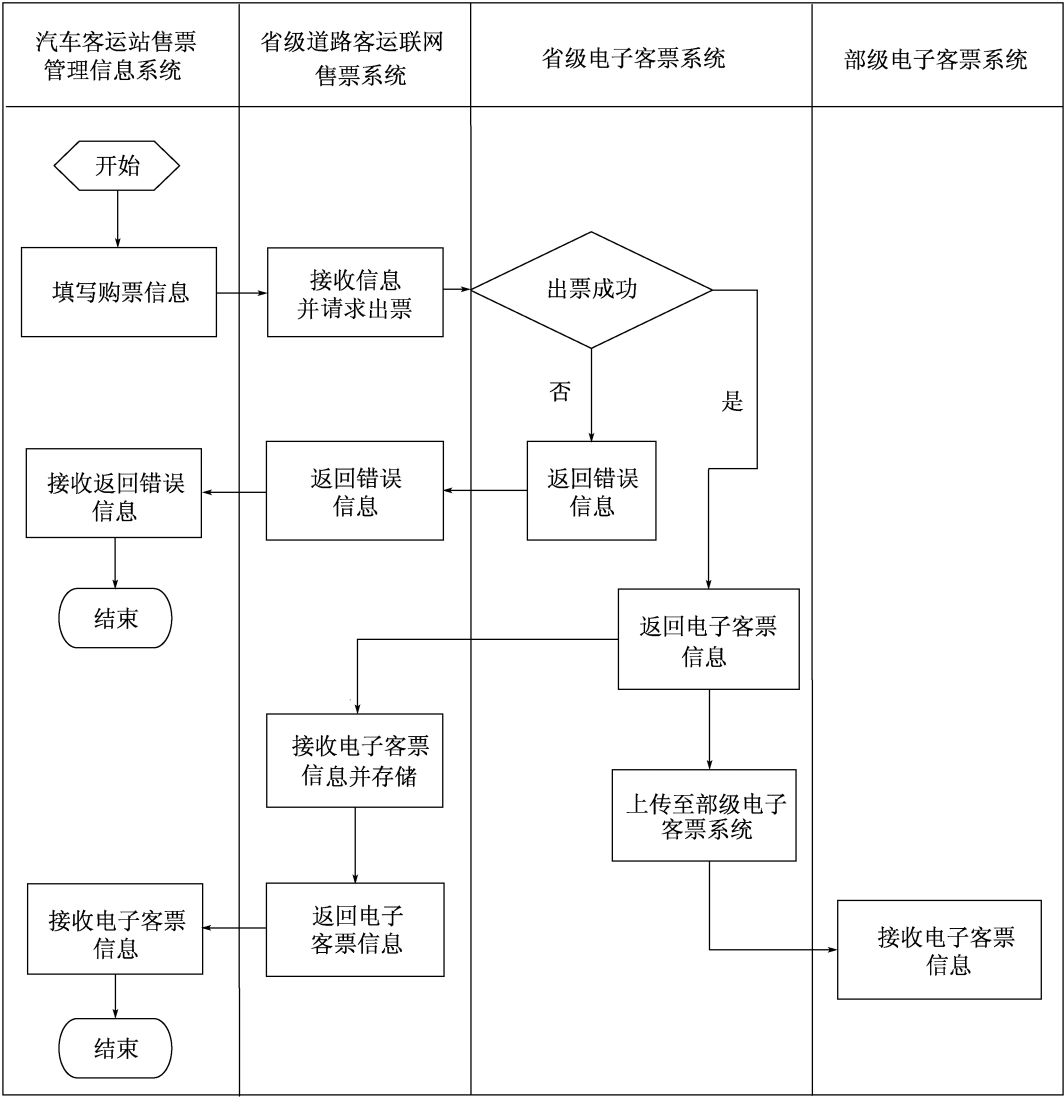 汽车客运站售票
管理信息系统
省级道路客运联网
售票系统
省级电子客票系统
部级电子客票系统
开始
填写购票信息
接收信息
并请求出票
出票成功
否
是
接收返回错误
信息
返回错误
信息
返回错误
信息
结束
返回电子客票
信息
接收电子客票
信息并存储
上传至部级电子
客票系统
接收电子客票
信息
返回电子
客票信息
接收电子客票
信息
结束